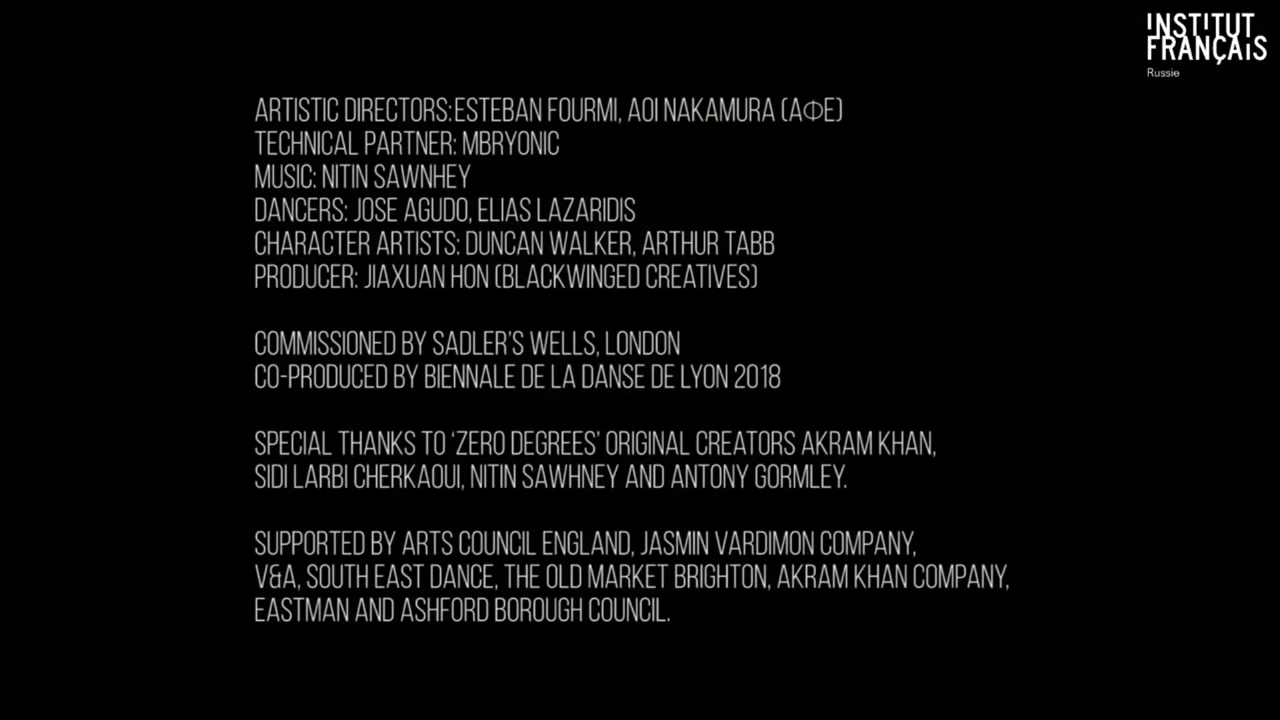 INSTITUT
FRANÇAIS
Russie
ARTISTIC DIRECTORS: ESTEBAN FOURMI, AOI NAKAMURA (AΦE)
TECHNICAL PARTNER: MBRYONIC
MUSIC: NITIN SAWNHEY
DANCERS: JOSE AGUDO, ELIAS LAZARIDIS
CHARACTER ARTISTS: DUNCAN WALKER, ARTHUR TABB
PRODUCER: JIAXUAN HON (BLACKWINGED CREATIVES)
COMMISSIONED BY SADLER'S WELLS, LONDON
CO-PRODUCED BY BIENNALE DE LA DANSE DE LYON 2018
SPECIAL THANKS TO ‘ZERO DEGREES’ ORIGINAL CREATORS AKRAM KHAN,
SIDI LARBI CHERKAOUI, NITIN SAWHNEY AND ANTONY GORMLEY.
SUPPORTED BY ARTS COUNCIL ENGLAND, JASMIN VARDIMON COMPANY,
V&A, SOUTH EAST DANCE, THE OLD MARKET BRIGHTON, AKRAM KHAN COMPANY,
EASTMAN AND ASHFORD BOROUGH COUNCIL.